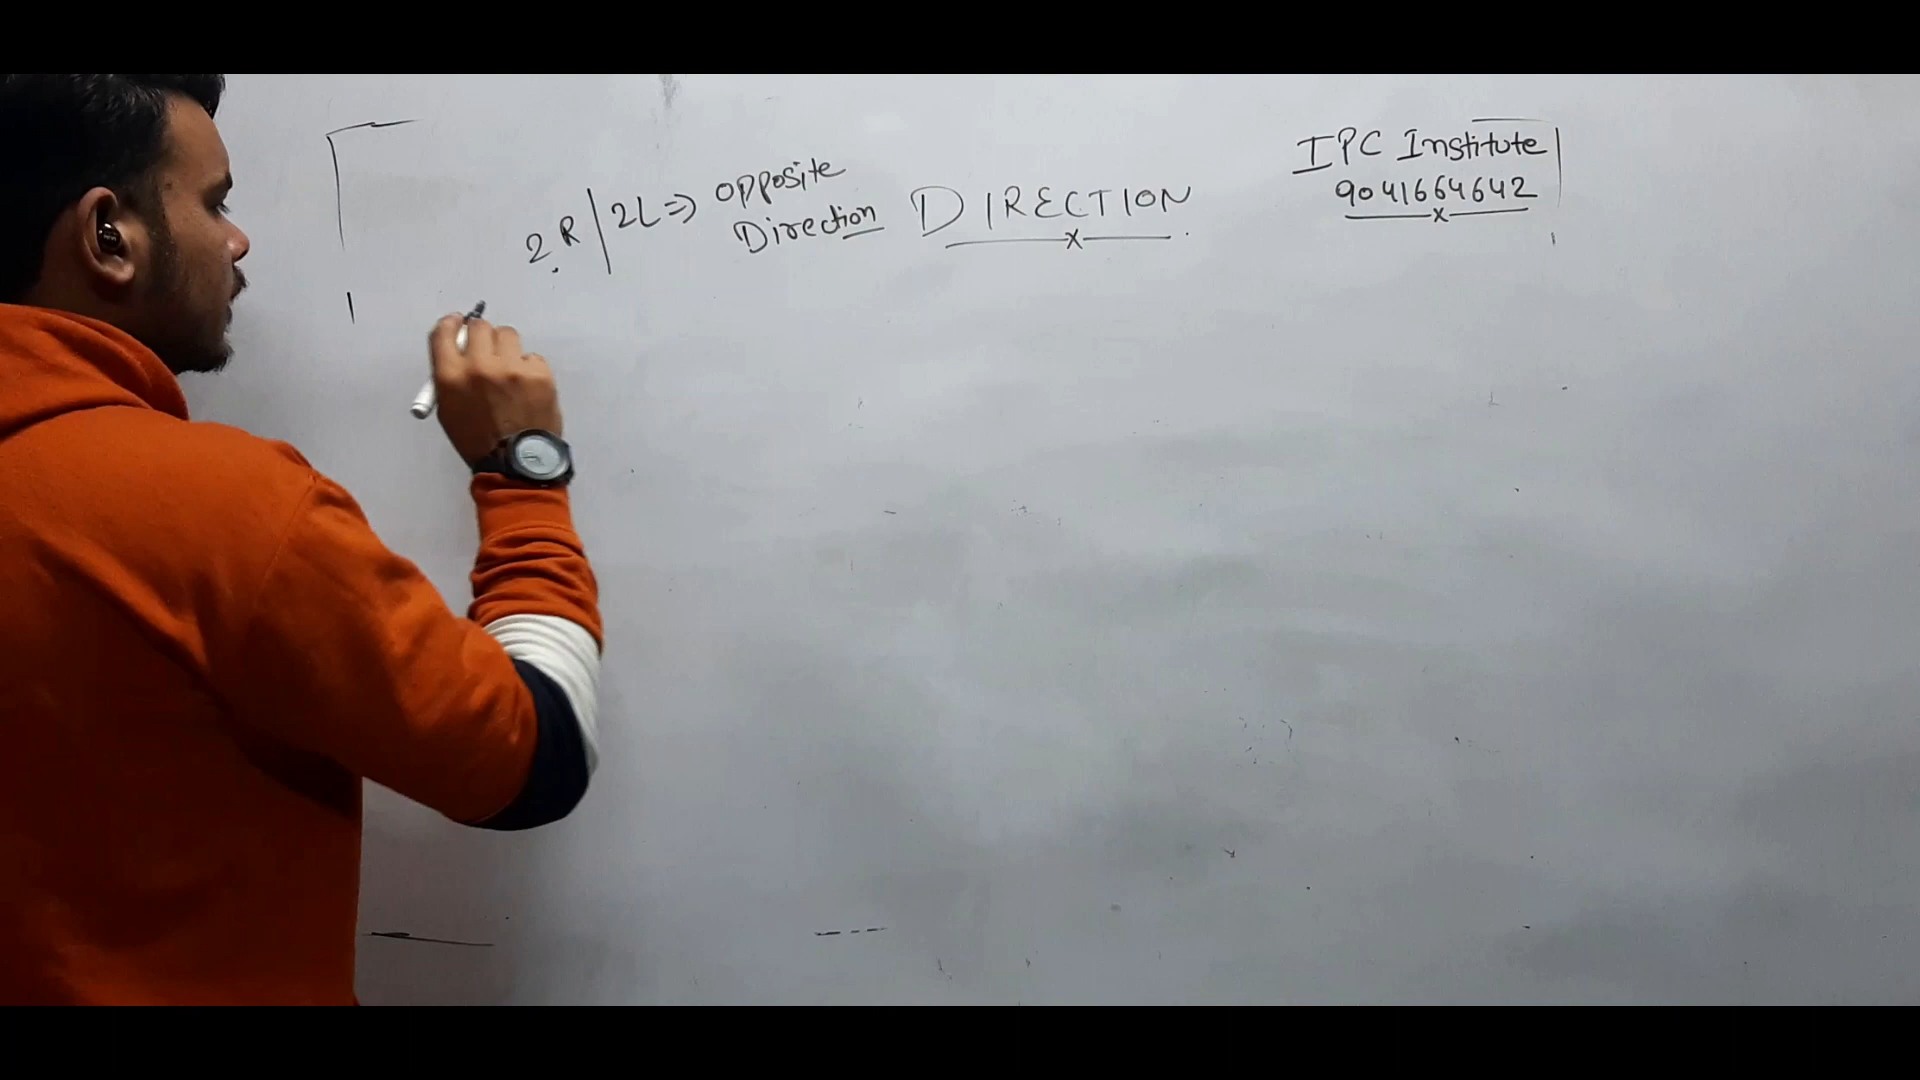 2R | 2L => opposite
Direction
DIRECTION
IPC Institute
9041664642